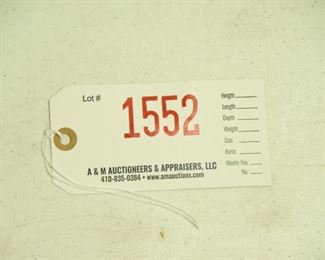 Lot #
1552
Height
Length
Depth
Weight
Gas
Karat
Works: Yes
No
A & M AUCTIONEERS & APPRAISERS, LLC
410-835-0384 • www.amauctions.com